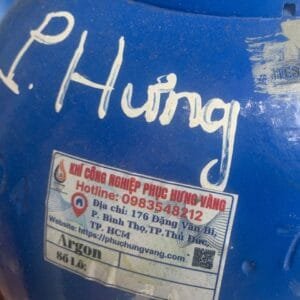 P. Hưng
KHÍ CÔNG NGHIỆP PHỤC HƯNG VÀNG
Hotline: 0983548212
Địa chỉ: 176 Đặng Văn Bi,
P. Bình Thọ,TP.Thủ Đức,
TP. HCM
Website: https://phuchungvang.com
Argon
Số Lô: